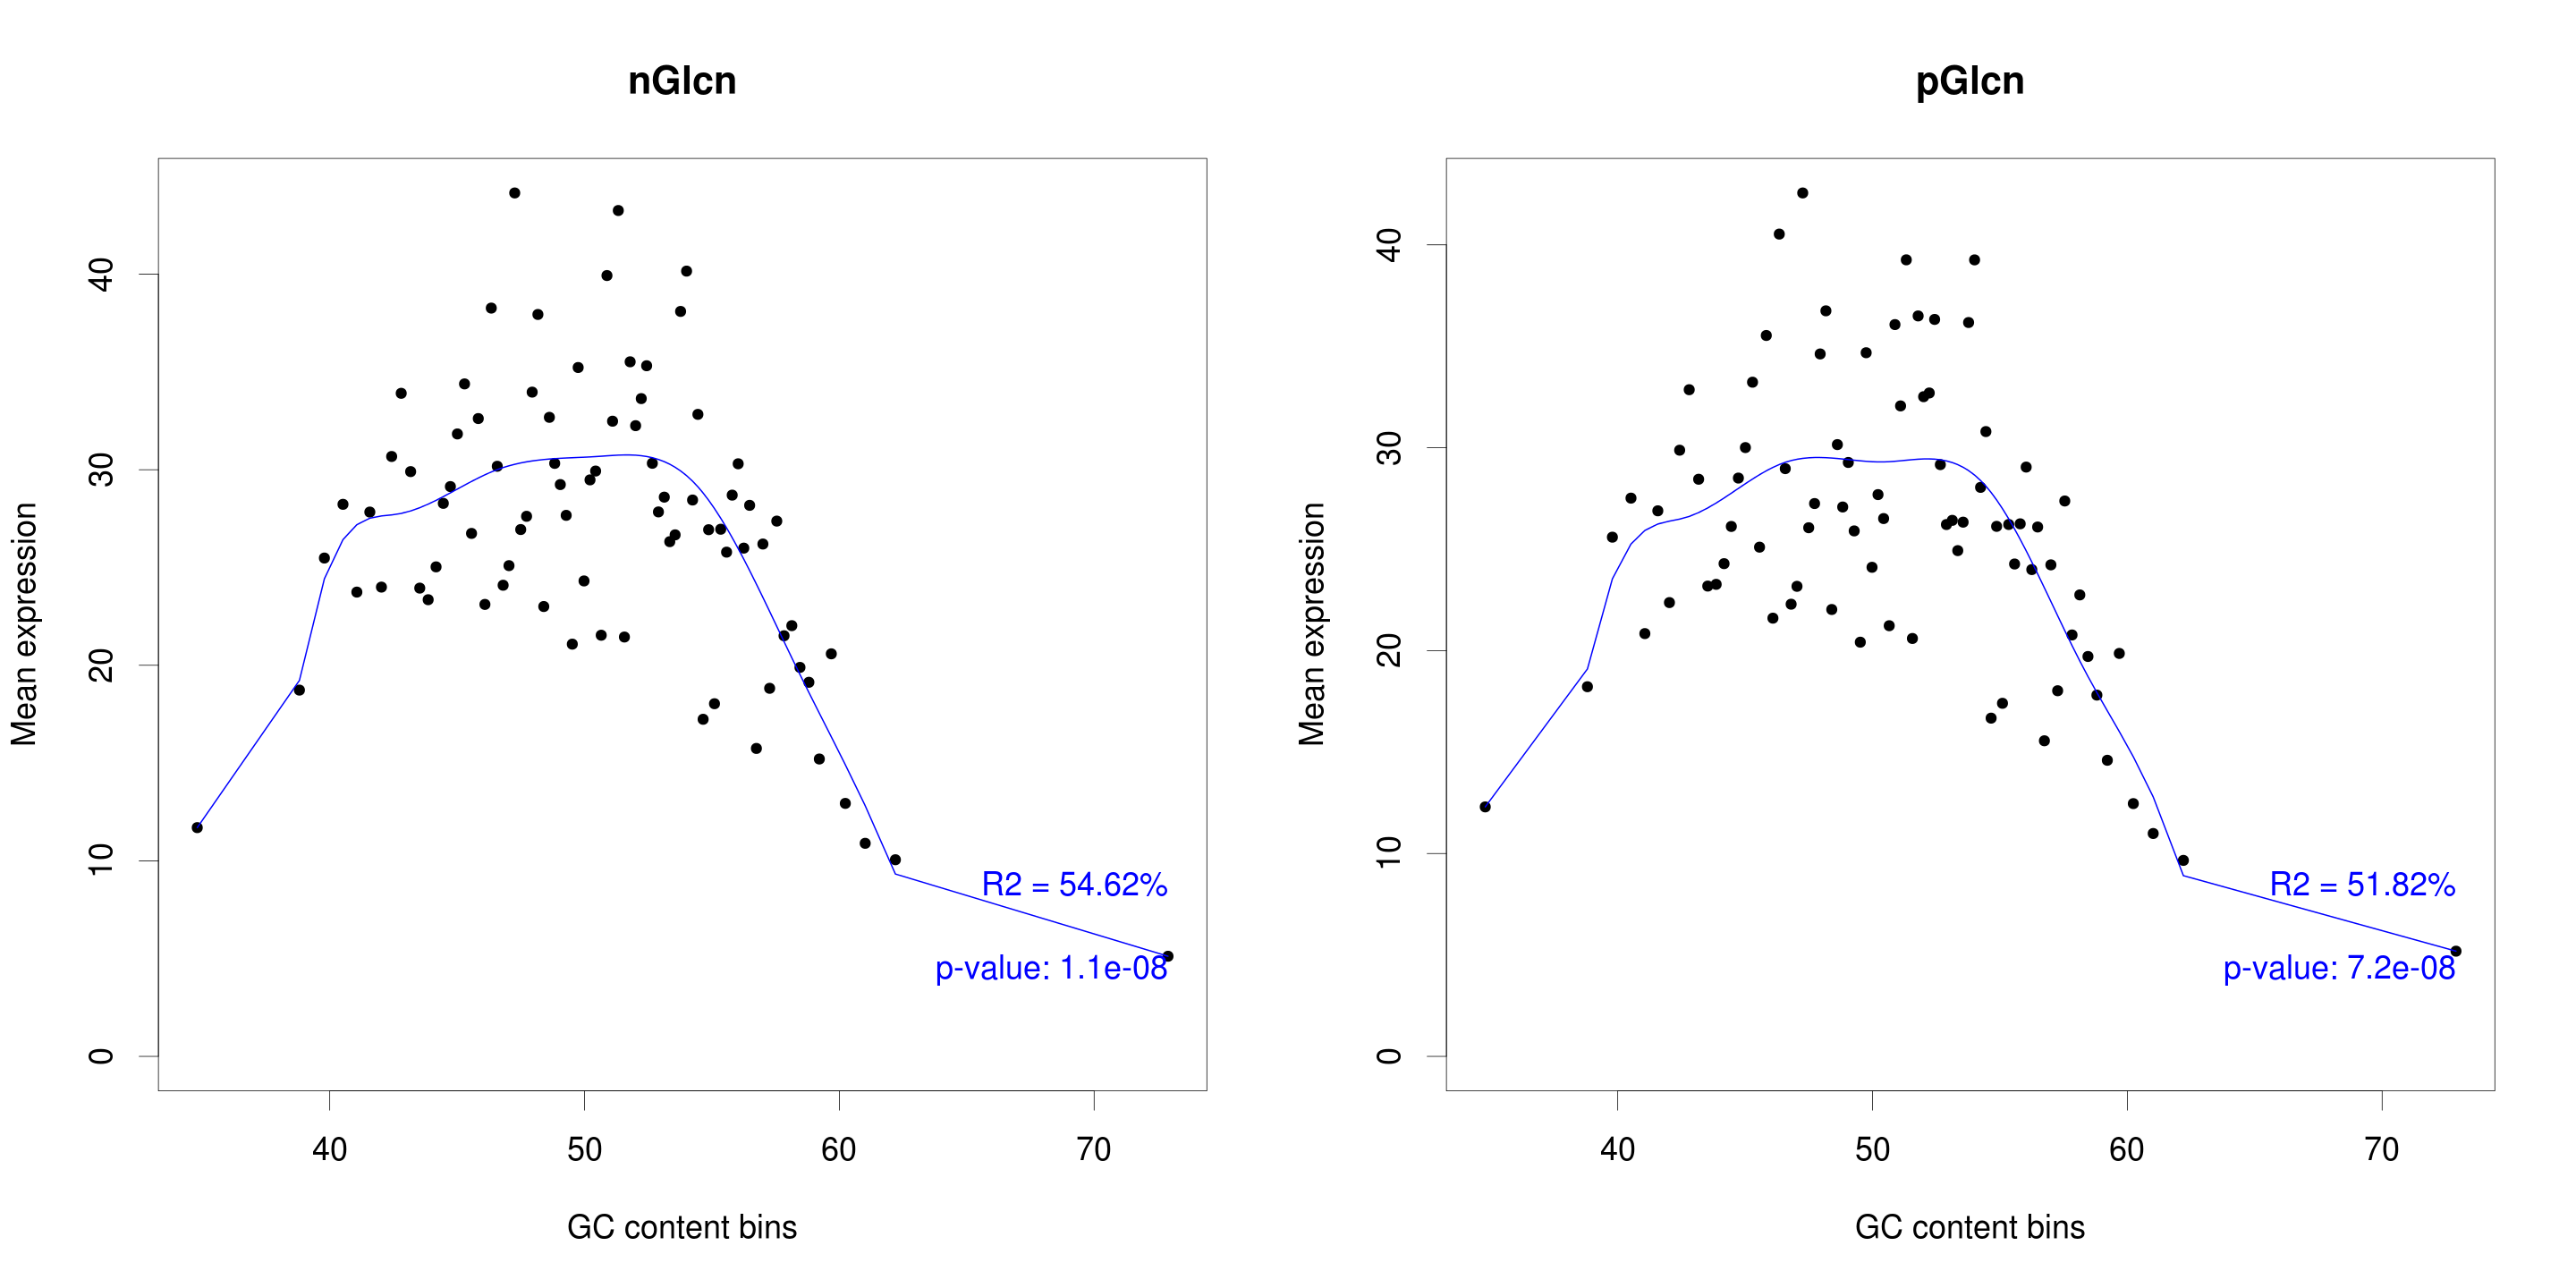 nGlcn
Mean expression
40
30
20
10
0
R2 = 54.62%
p-value: 1.1e-08
40 50 60 70
GC content bins
pGlcn
Mean expression
40
30
20
10
0
R2 = 51.82%
p-value: 7.2e-08
40 50 60 70
GC content bins